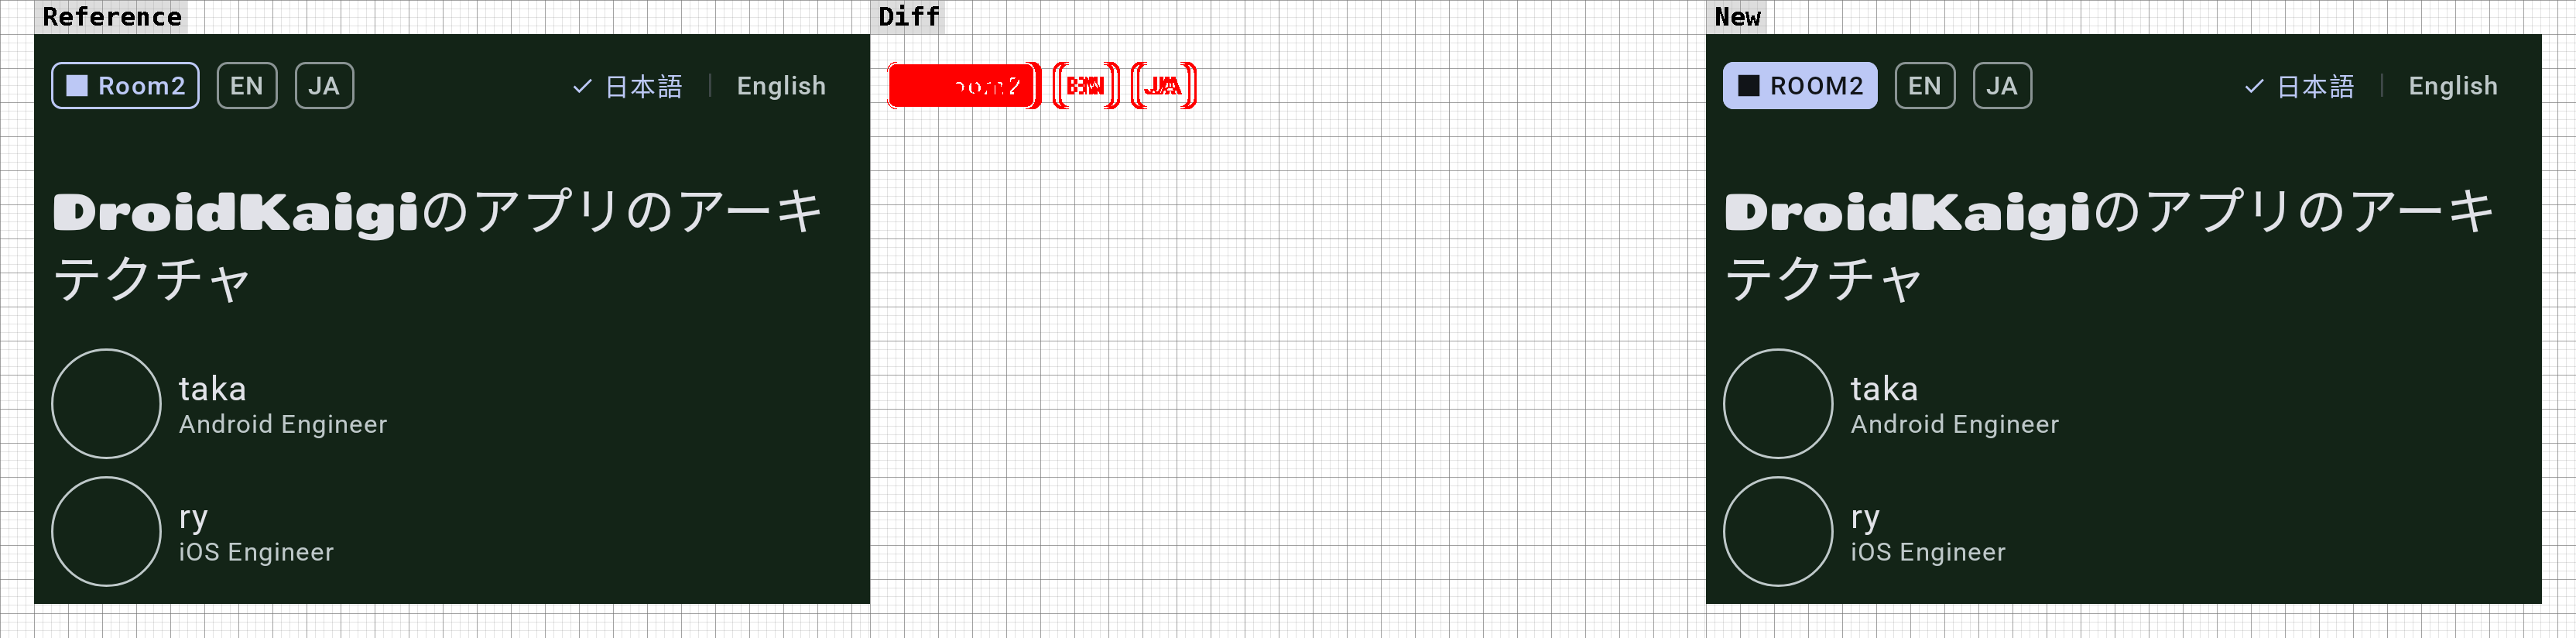 Reference
Room2 EN JA 日本語 English
DroidKaigiのアプリのアーキ
テクチャ
taka
Android Engineer
ry
iOS Engineer
Diff
New
ROOM2 EN JA 日本語 English
DroidKaigiのアプリのアーキ
テクチャ
taka
Android Engineer
ry
iOS Engineer